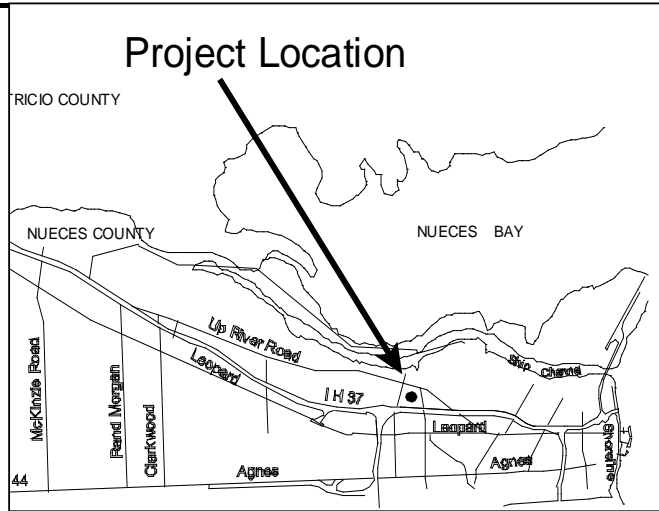 Project Location
TRICIO COUNTY
NUECES COUNTY
NUECES BAY
Up River Road
Ship Channel
McKinzie Road
Rand Morgan
Clarkwood
Leopard
I H 37
Leopard
Shoreline
Agnes
Agnes
44